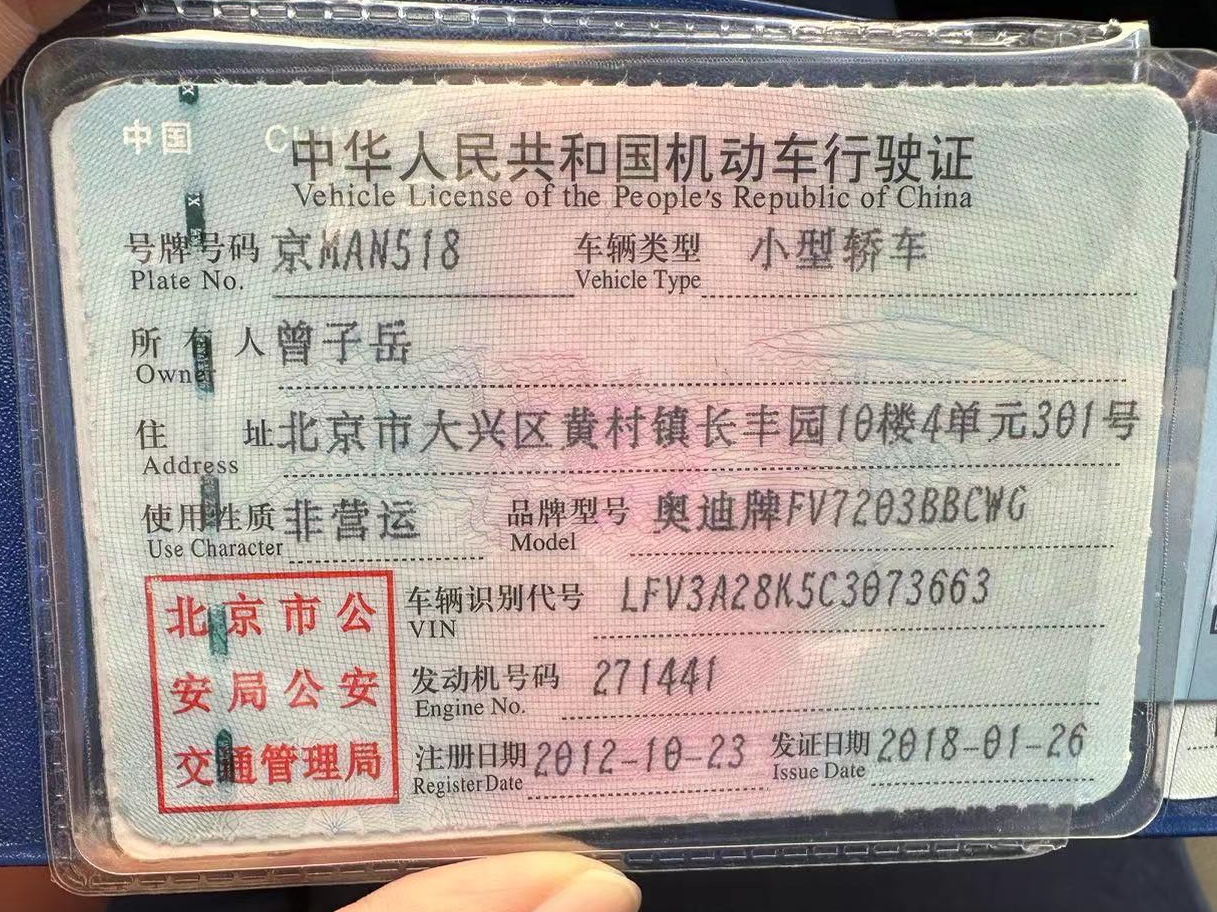 中国 CHI
中华人民共和国机动车行驶证
Vehicle License of the People's Republic of China
号牌号码 京MAN518 车辆类型 小型轿车
Plate No. Vehicle Type
所有人 曾子岳
Owner
住址 北京市大兴区黄村镇长丰园10楼4单元301号
Address
使用性质 非营运 品牌型号 奥迪牌FV7203BBCWG
Use Character Model
北京市公
安局公安
交通管理局
车辆识别代号 LFV3A28K5C3073663
VIN
发动机号码 271441
Engine No.
注册日期 2012-10-23 发证日期 2018-01-26
Register Date Issue Date